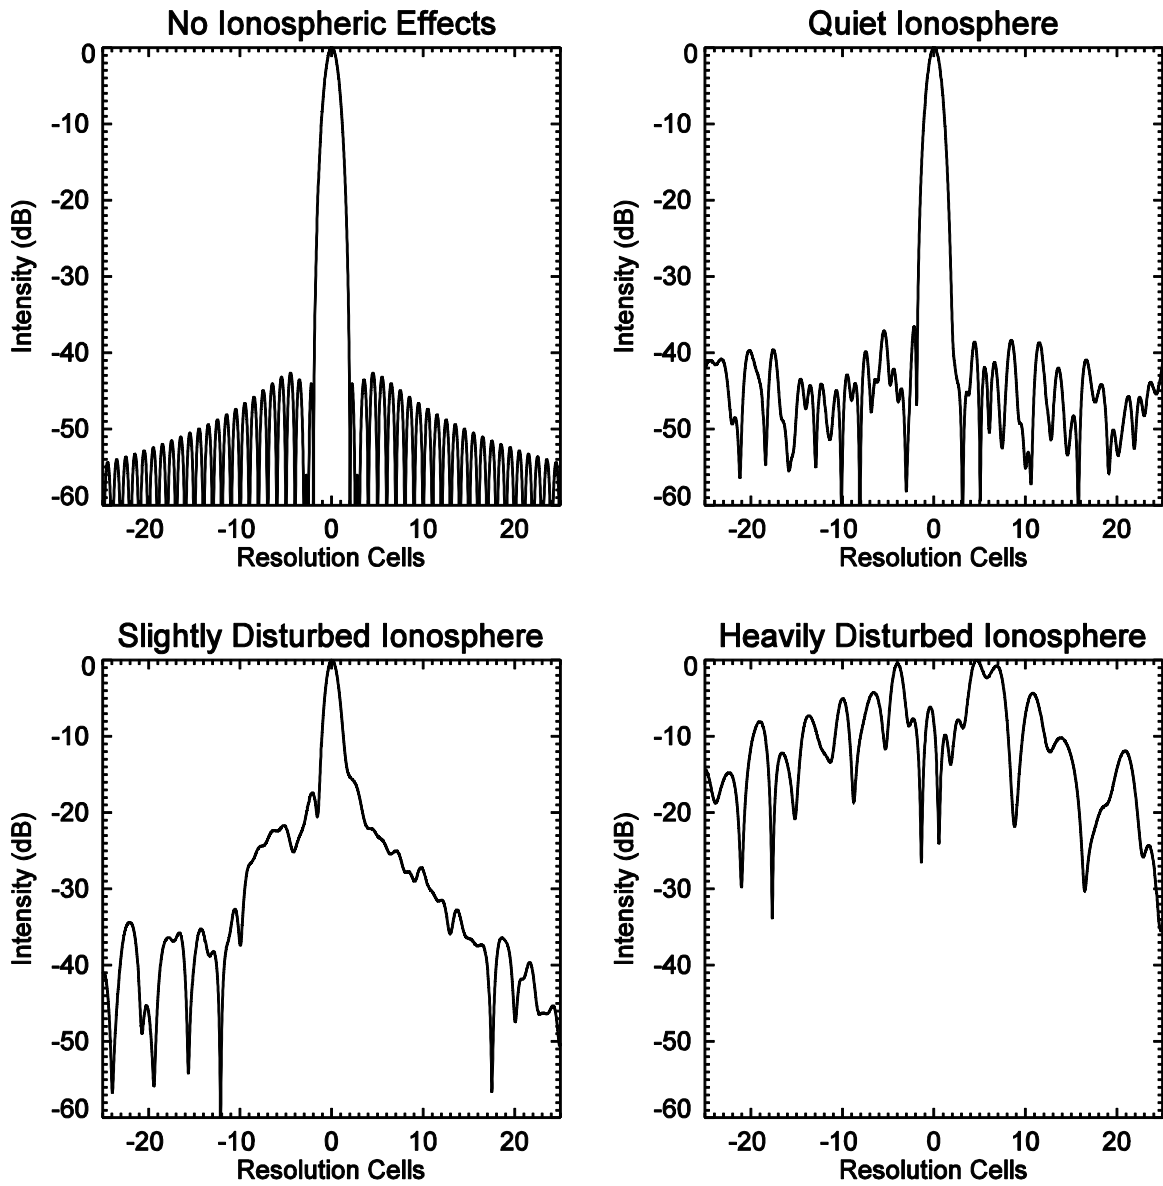 No Ionospheric Effects
Intensity (dB)
0
-10
-20
-30
-40
-50
-60
-20 -10 0 10 20
Resolution Cells
Quiet Ionosphere
Intensity (dB)
0
-10
-20
-30
-40
-50
-60
-20 -10 0 10 20
Resolution Cells
Slightly Disturbed Ionosphere
Intensity (dB)
0
-10
-20
-30
-40
-50
-60
-20 -10 0 10 20
Resolution Cells
Heavily Disturbed Ionosphere
Intensity (dB)
0
-10
-20
-30
-40
-50
-60
-20 -10 0 10 20
Resolution Cells